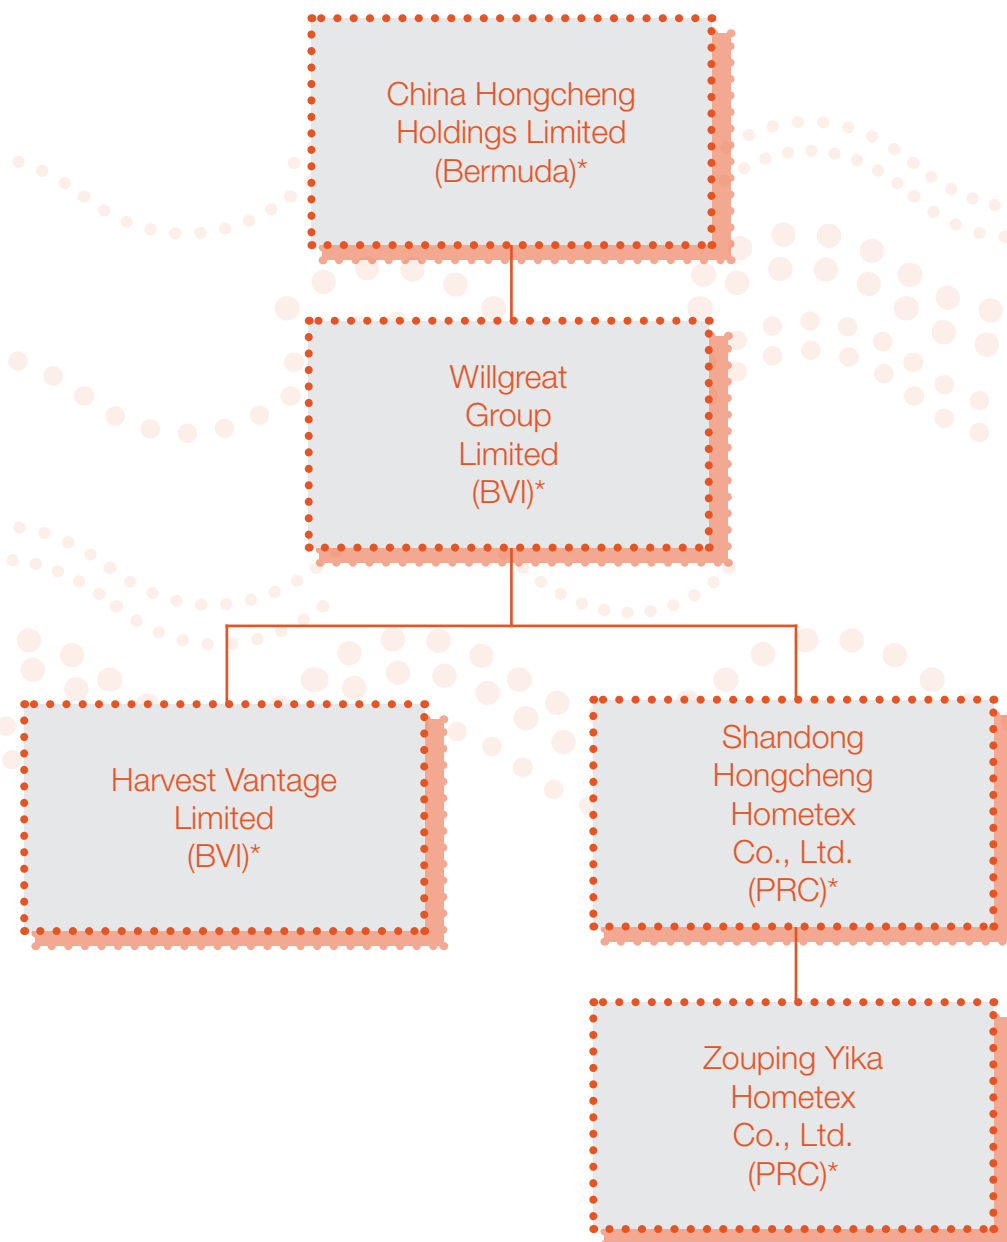 China Hongcheng
Holdings Limited
(Bermuda)*
Willgreat
Group
Limited
(BVI)*
Harvest Vantage
Limited
(BVI)*
Shandong
Hongcheng
Hometex
Co., Ltd.
(PRC)*
Zouping Yika
Hometex
Co., Ltd.
(PRC)*